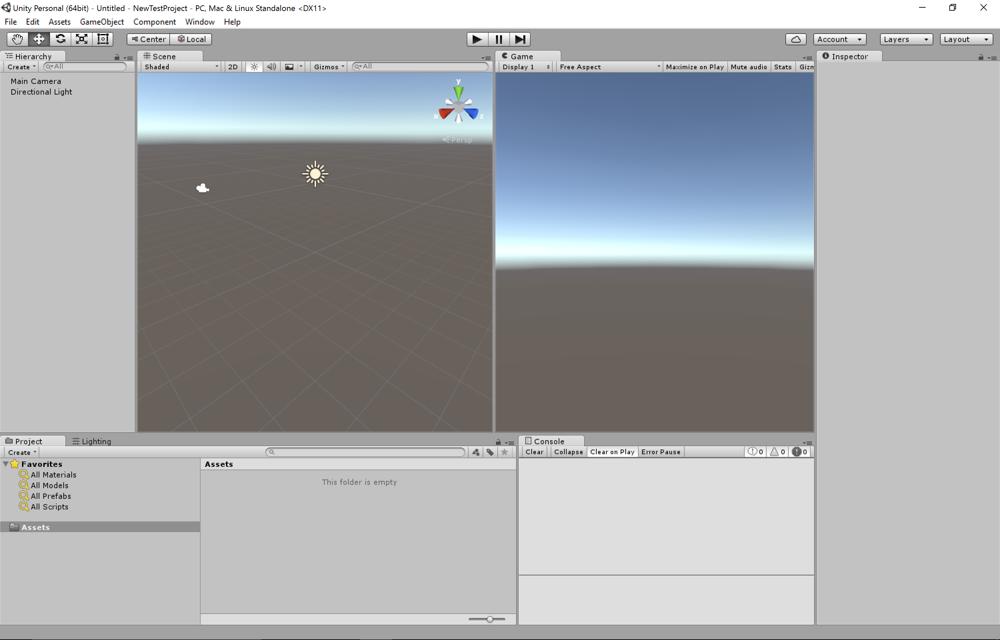 Unity Personal (64bit) - Untitled - NewTestProject - PC, Mac & Linux Standalone <DX11>
File Edit Assets GameObject Component Window Help
Center Local Account Layers Layout
Hierarchy
Create All
Main Camera
Directional Light
Scene
Shaded 2D Gizmos All
y
x z
Persp
Game
Display 1 Free Aspect Maximize on Play Mute audio Stats Gizm
Inspector
Project Lighting
Create
Favorites
All Materials
All Models
All Prefabs
All Scripts
Assets
Assets
This folder is empty
Console
Clear Collapse Clear on Play Error Pause 0 0 0